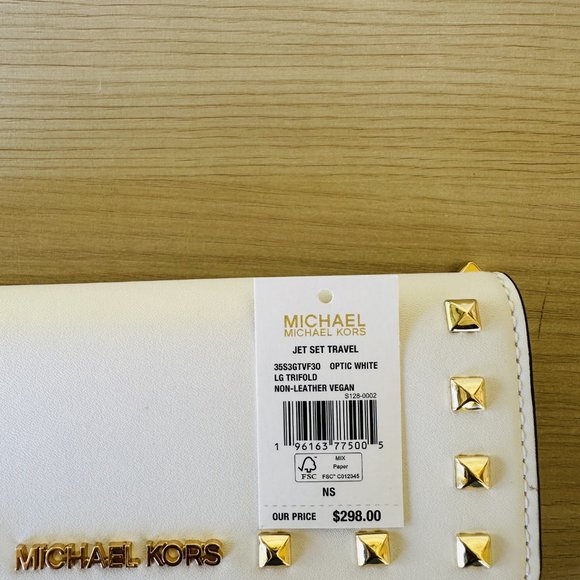 MICHAEL
MICHAEL KORS
JET SET TRAVEL
35S3GTVF3O OPTIC WHITE
LG TRIFOLD
NON-LEATHER VEGAN
S128-0002
1 96163 77500 5
FSC
MIX
Paper
FSC™ C012345
NS
OUR PRICE $298.00
MICHAEL KORS